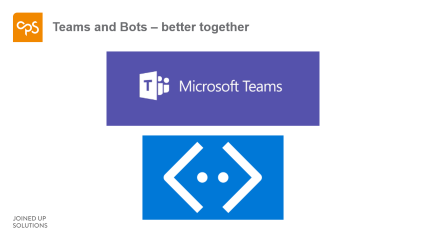 cps
Teams and Bots – better together
T
Microsoft Teams
JOINED UP
SOLUTIONS